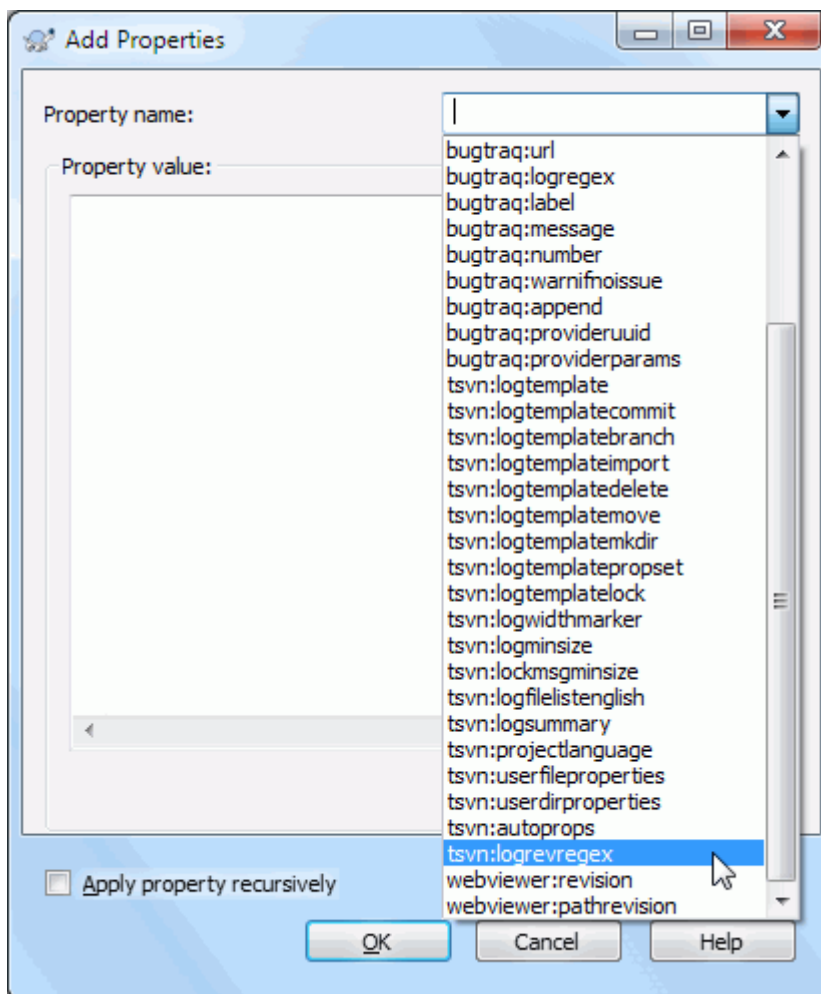 Add Properties
Property name:
Property value:
bugtraq:url
bugtraq:logregex
bugtraq:label
bugtraq:message
bugtraq:number
bugtraq:warnifnoissue
bugtraq:append
bugtraq:provideruuid
bugtraq:providerparams
tsvn:logtemplate
tsvn:logtemplatecommit
tsvn:logtemplatebranch
tsvn:logtemplateimport
tsvn:logtemplatedelete
tsvn:logtemplatemove
tsvn:logtemplatemkdir
tsvn:logtemplatepropset
tsvn:logtemplatelock
tsvn:logwidthmarker
tsvn:logminsize
tsvn:lockmsgminsize
tsvn:logfilelistenglish
tsvn:logsummary
tsvn:projectlanguage
tsvn:userfileproperties
tsvn:userdirproperties
tsvn:autoprops
tsvn:logrevregex
webviewer:revision
webviewer:pathrevision
Apply property recursively
OK Cancel Help